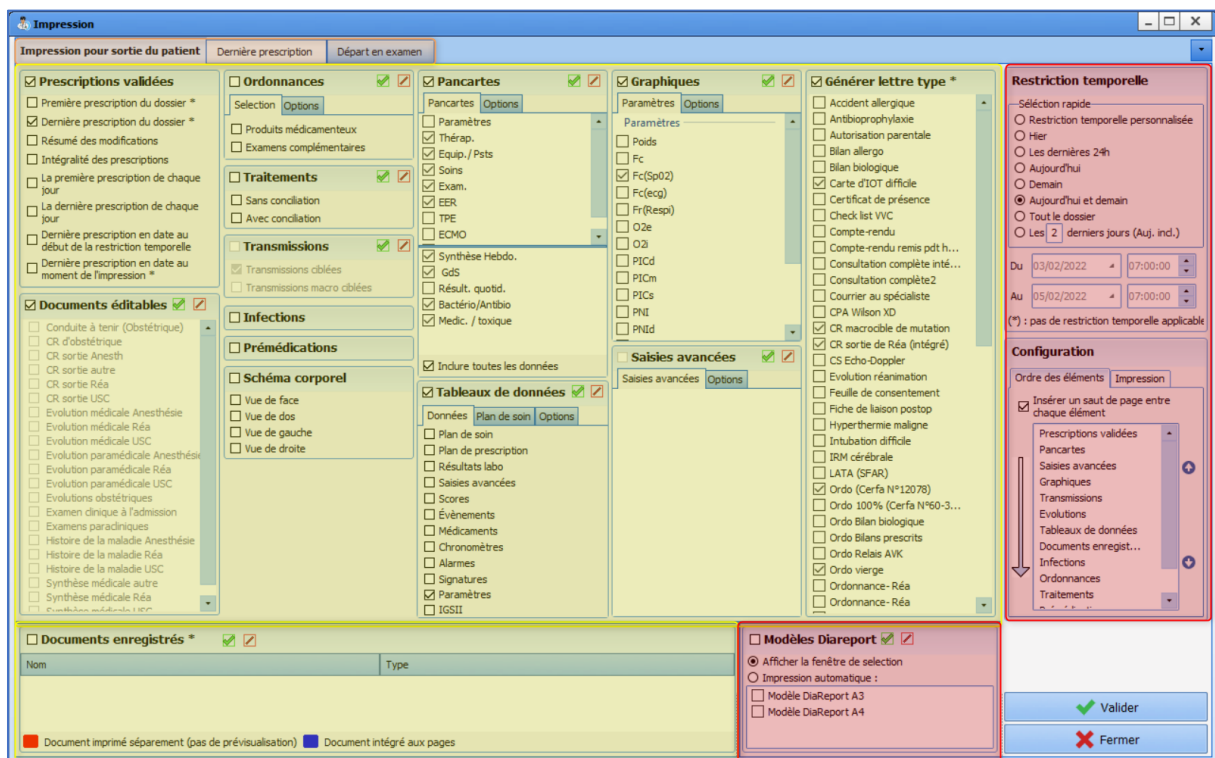 Impression
Impression pour sortie du patient
Dernière prescription
Départ en examen
Prescriptions validées
Première prescription du dossier *
Dernière prescription du dossier *
Résumé des modifications
Intégralité des prescriptions
La première prescription de chaque
jour
La dernière prescription de chaque
jour
Dernière prescription en date au
début de la restriction temporelle
Dernière prescription en date au
moment de l'impression *
Documents éditables
Conduite à tenir (Obstétrique)
CR d'obstétrique
CR sortie Anesth
CR sortie autre
CR sortie Réa
CR sortie USC
Evolution médicale Anesthésie
Evolution médicale Réa
Evolution médicale USC
Evolution paramédicale Anesthésie
Evolution paramédicale Réa
Evolution paramédicale USC
Evolutions obstétriques
Examen clinique à l'admission
Examens paracliniques
Histoire de la maladie Anesthésie
Histoire de la maladie Réa
Histoire de la maladie USC
Synthèse médicale autre
Synthèse médicale Réa
Synthèse médicale USC
Ordonnances
Selection Options
Produits médicamenteux
Examens complémentaires
Traitements
Sans conciliation
Avec conciliation
Transmissions
Transmissions ciblées
Transmissions macro ciblées
Infections
Prémédications
Schéma corporel
Vue de face
Vue de dos
Vue de gauche
Vue de droite
Pancartes
Pancartes Options
Paramètres
Thérap.
Equip./ Psts
Soins
Exam.
EER
TPE
ECMO
Synthèse Hebdo.
GdS
Résult. quotid.
Bactério/Antibio
Medic. / toxique
Inclure toutes les données
Tableaux de données
Données Plan de soin Options
Plan de soin
Plan de prescription
Résultats labo
Saisies avancées
Scores
Évènements
Médicaments
Chronomètres
Alarmes
Signatures
Paramètres
IGSII
Graphiques
Paramètres Options
Paramètres
Poids
Fc
Fc(Sp02)
Fc(ecg)
Fr(Respi)
O2e
O2i
PICd
PICm
PICs
PNI
PNId
Saisies avancées
Saisies avancées Options
Générer lettre type *
Accident allergique
Antibioprophylaxie
Autorisation parentale
Bilan allergo
Bilan biologique
Carte d'IOT difficile
Certificat de présence
Check list VVC
Compte-rendu
Compte-rendu remis pdt h...
Consultation complète inté...
Consultation complète2
Courrier au spécialiste
CPA Wilson XD
CR macrocible de mutation
CR sortie de Réa (intégré)
CS Echo-Doppler
Evolution réanimation
Feuille de consentement
Fiche de liaison postop
Hyperthermie maligne
Intubation difficile
IRM cérébrale
LATA (SFAR)
Ordo (Cerfa N°12078)
Ordo 100% (Cerfa N°60-3...
Ordo Bilan biologique
Ordo Bilans prescrits
Ordo Relais AVK
Ordo vierge
Ordonnance- Réa
Ordonnance- Réa
Restriction temporelle
Séléction rapide
Restriction temporelle personnalisée
Hier
Les dernières 24h
Aujourd'hui
Demain
Aujourd'hui et demain
Tout le dossier
Les 2 derniers jours (Auj. incl.)
Du 03/02/2022 07:00:00
Au 05/02/2022 07:00:00
(*) : pas de restriction temporelle applicable
Configuration
Ordre des éléments Impression
Insérer un saut de page entre
chaque élément
Prescriptions validées
Pancartes
Saisies avancées
Graphiques
Transmissions
Evolutions
Tableaux de données
Documents enregist...
Infections
Ordonnances
Traitements
Documents enregistrés *
Nom Type
Document imprimé séparement (pas de prévisualisation) Document intégré aux pages
Modèles Diareport
Afficher la fenêtre de selection
Impression automatique :
Modèle DiaReport A3
Modèle DiaReport A4
Valider
Fermer